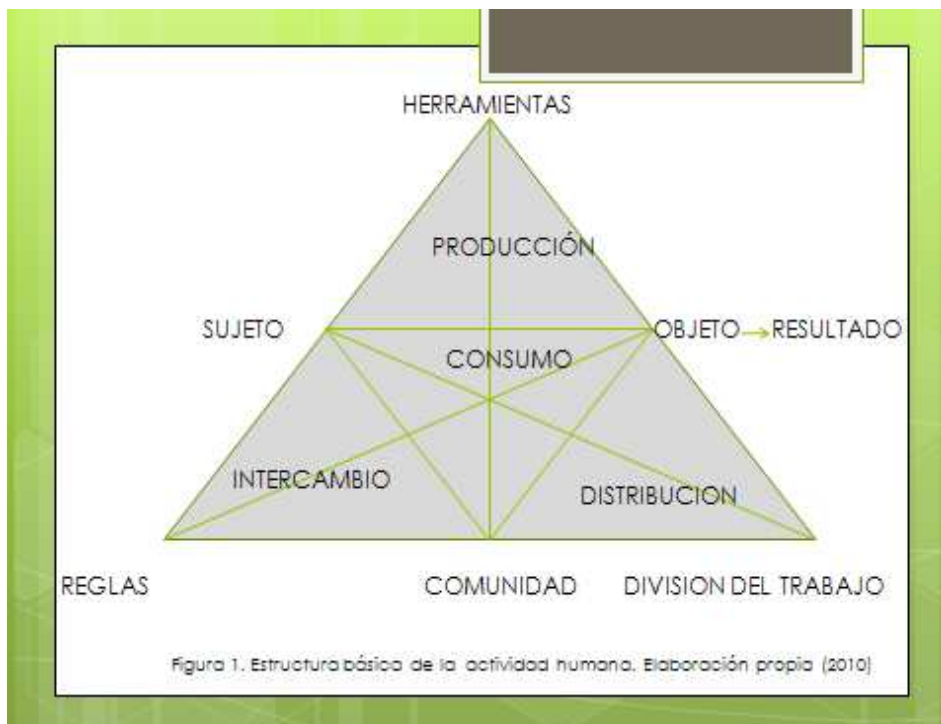 HERRAMIENTAS
PRODUCCIÓN
SUJETO
OBJETO
RESULTADO
CONSUMO
INTERCAMBIO
DISTRIBUCION
REGLAS
COMUNIDAD
DIVISION DEL TRABAJO
Figura 1. Estructura básica de la actividad humana. Elaboración propia (2010)